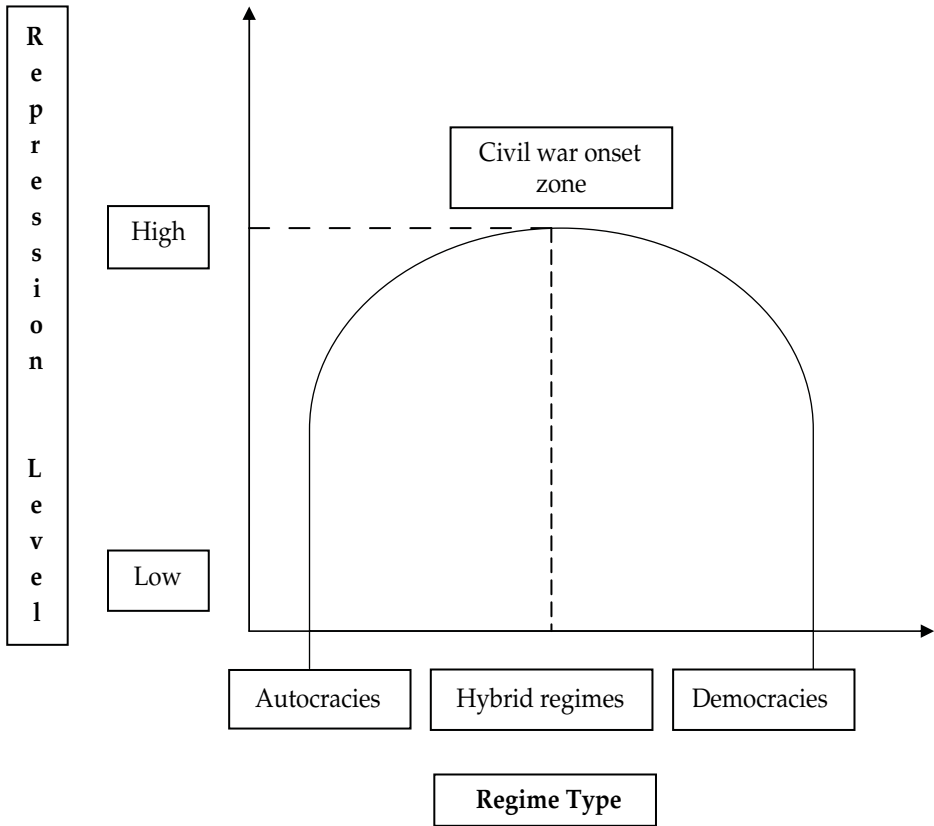 Repression Level
Civil war onset
zone
High
Low
Autocracies
Hybrid regimes
Democracies
Regime Type